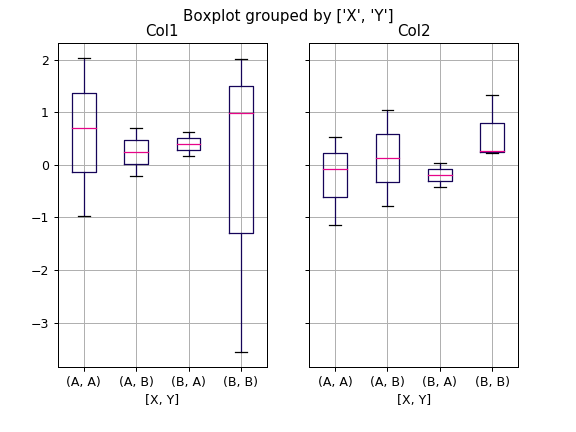 Boxplot grouped by ['X', 'Y']
Col1
Col2
2
1
0
−1
−2
−3
(A, A) (A, B) (B, A) (B, B)
[X, Y]
(A, A) (A, B) (B, A) (B, B)
[X, Y]